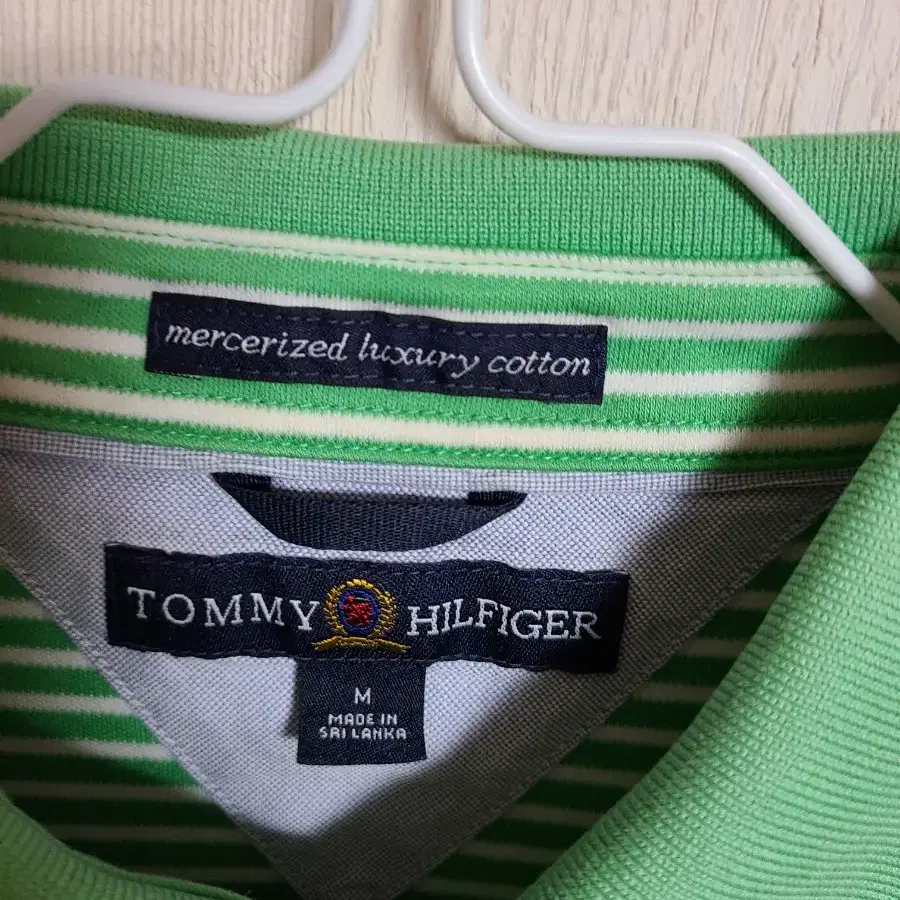 mercerized luxury cotton
TOMMY HILFIGER
M
MADE IN
SRI LANKA